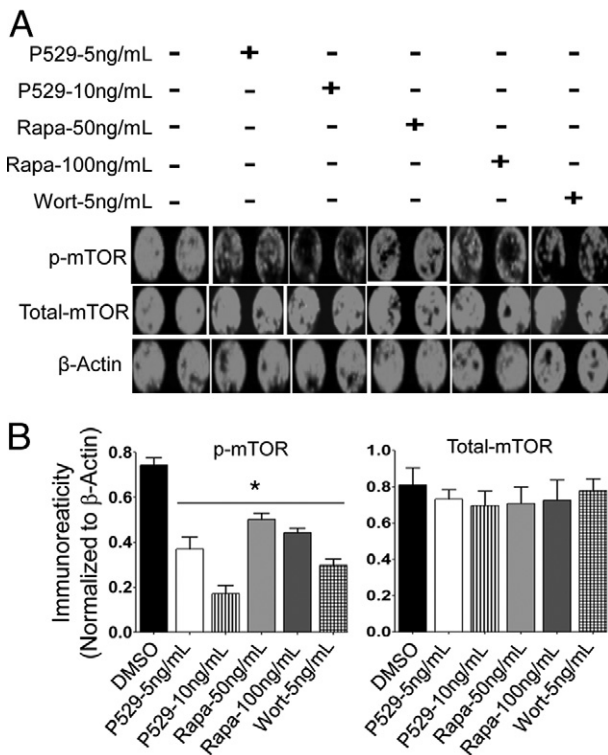 A
P529-5ng/mL - + - - - -
P529-10ng/mL - - + - - -
Rapa-50ng/mL - - - + - -
Rapa-100ng/mL - - - - + -
Wort-5ng/mL - - - - - +
p-mTOR
Total-mTOR
β-Actin
B
p-mTOR
*
Immunoreaticity
(Normalized to β-Actin)
0.8
0.6
0.4
0.2
0.0
DMSO
P529-5ng/mL
P529-10ng/mL
Rapa-50ng/mL
Rapa-100ng/mL
Wort-5ng/mL
Total-mTOR
1.0
0.8
0.6
0.4
0.2
0.0
DMSO
P529-5ng/mL
P529-10ng/mL
Rapa-50ng/mL
Rapa-100ng/mL
Wort-5ng/mL